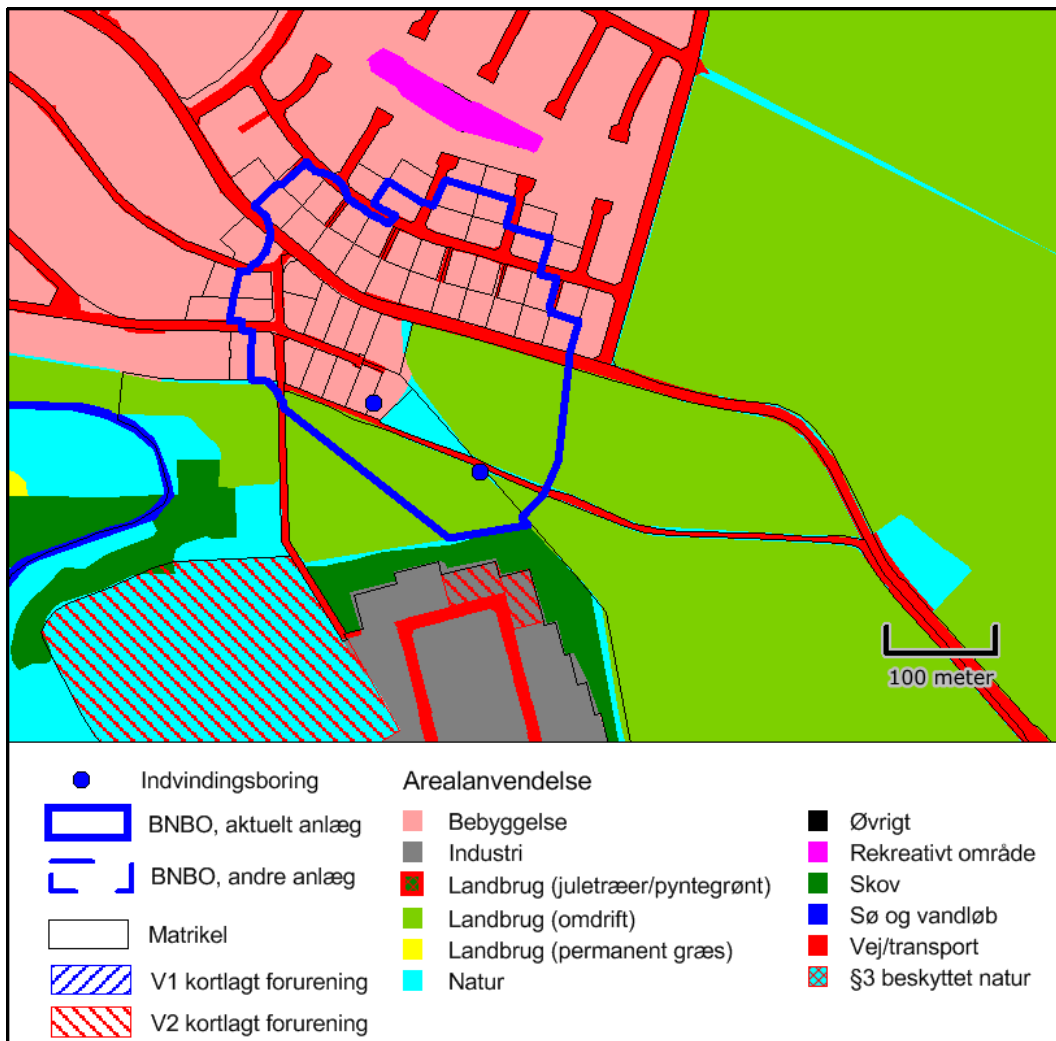 100 meter
Indvindingsboring
BNBO, aktuelt anlæg
BNBO, andre anlæg
Matrikel
V1 kortlagt forurening
V2 kortlagt forurening
Arealanvendelse
Bebyggelse
Industri
Landbrug (juletræer/pyntegrønt)
Landbrug (omdrift)
Landbrug (permanent græs)
Natur
Øvrigt
Rekreativt område
Skov
Sø og vandløb
Vej/transport
§3 beskyttet natur